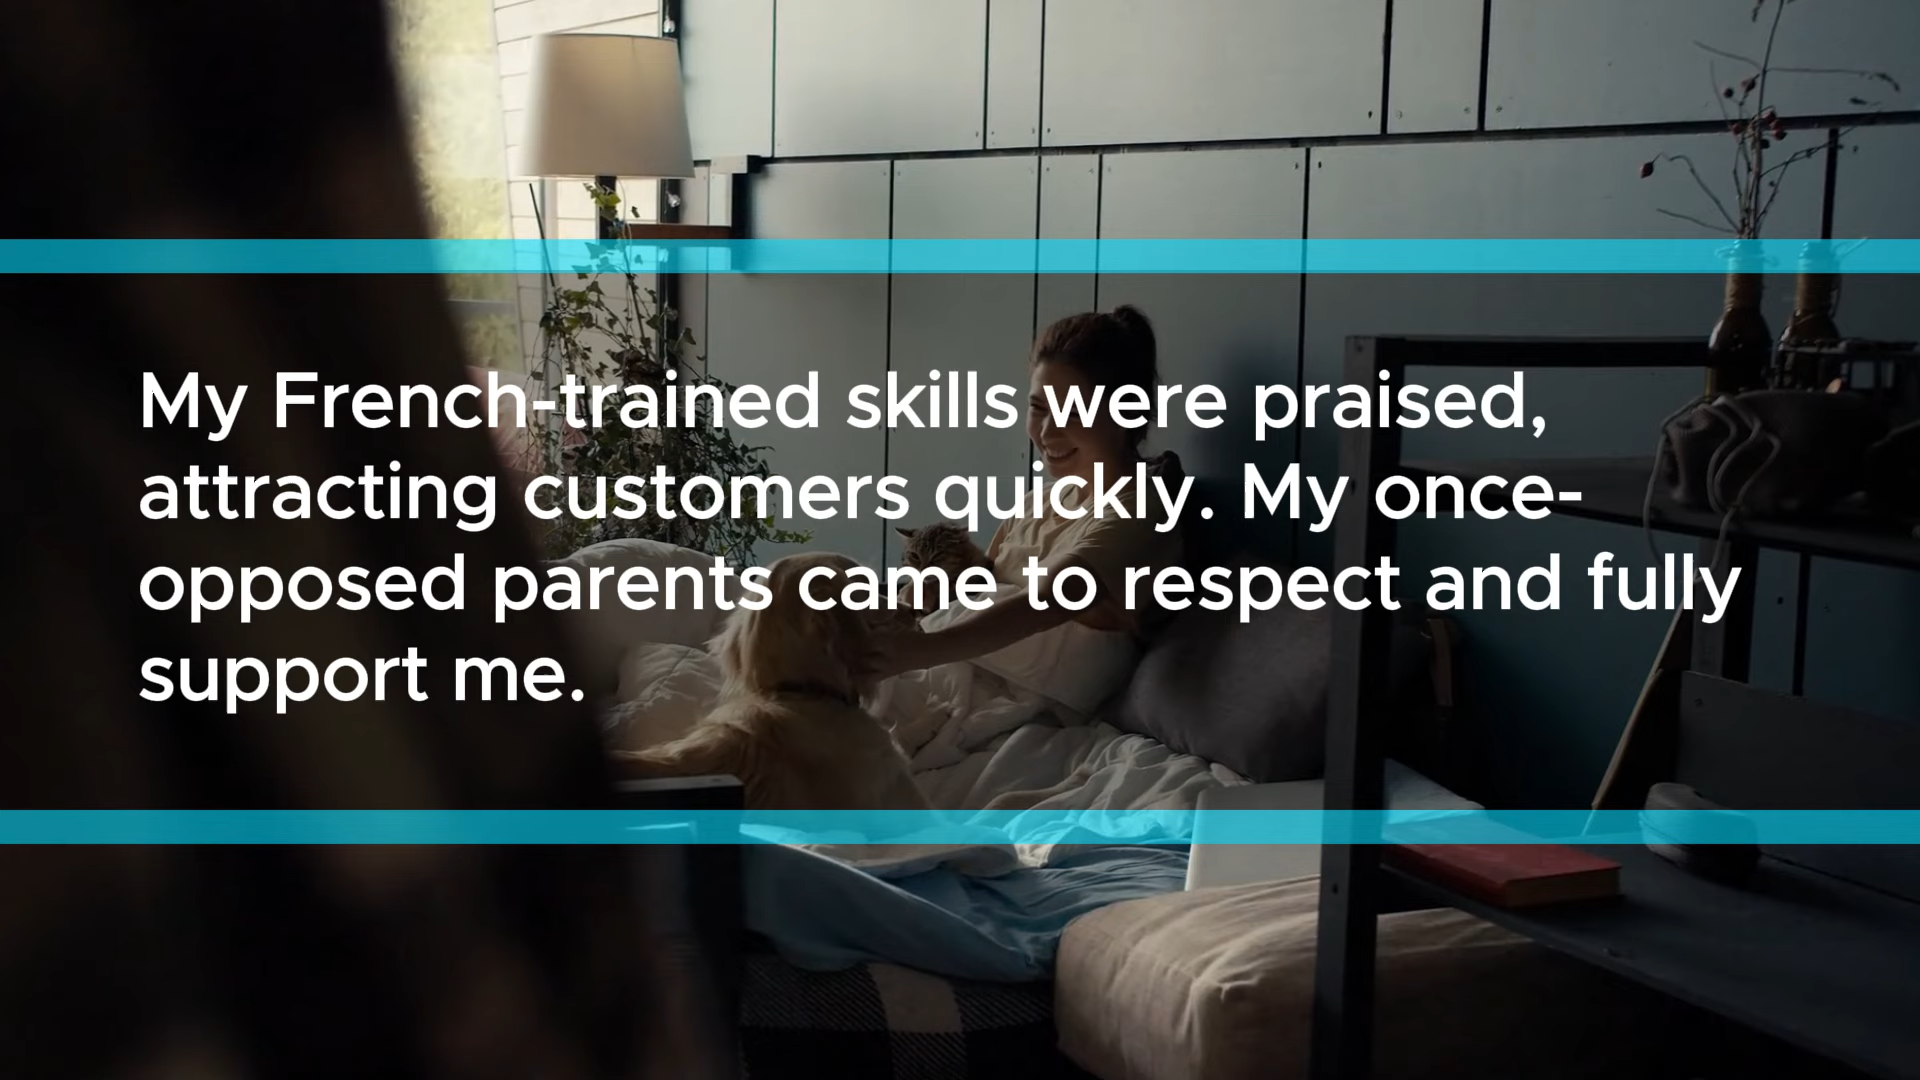 My French-trained skills were praised,
attracting customers quickly. My once-
opposed parents came to respect and fully
support me.